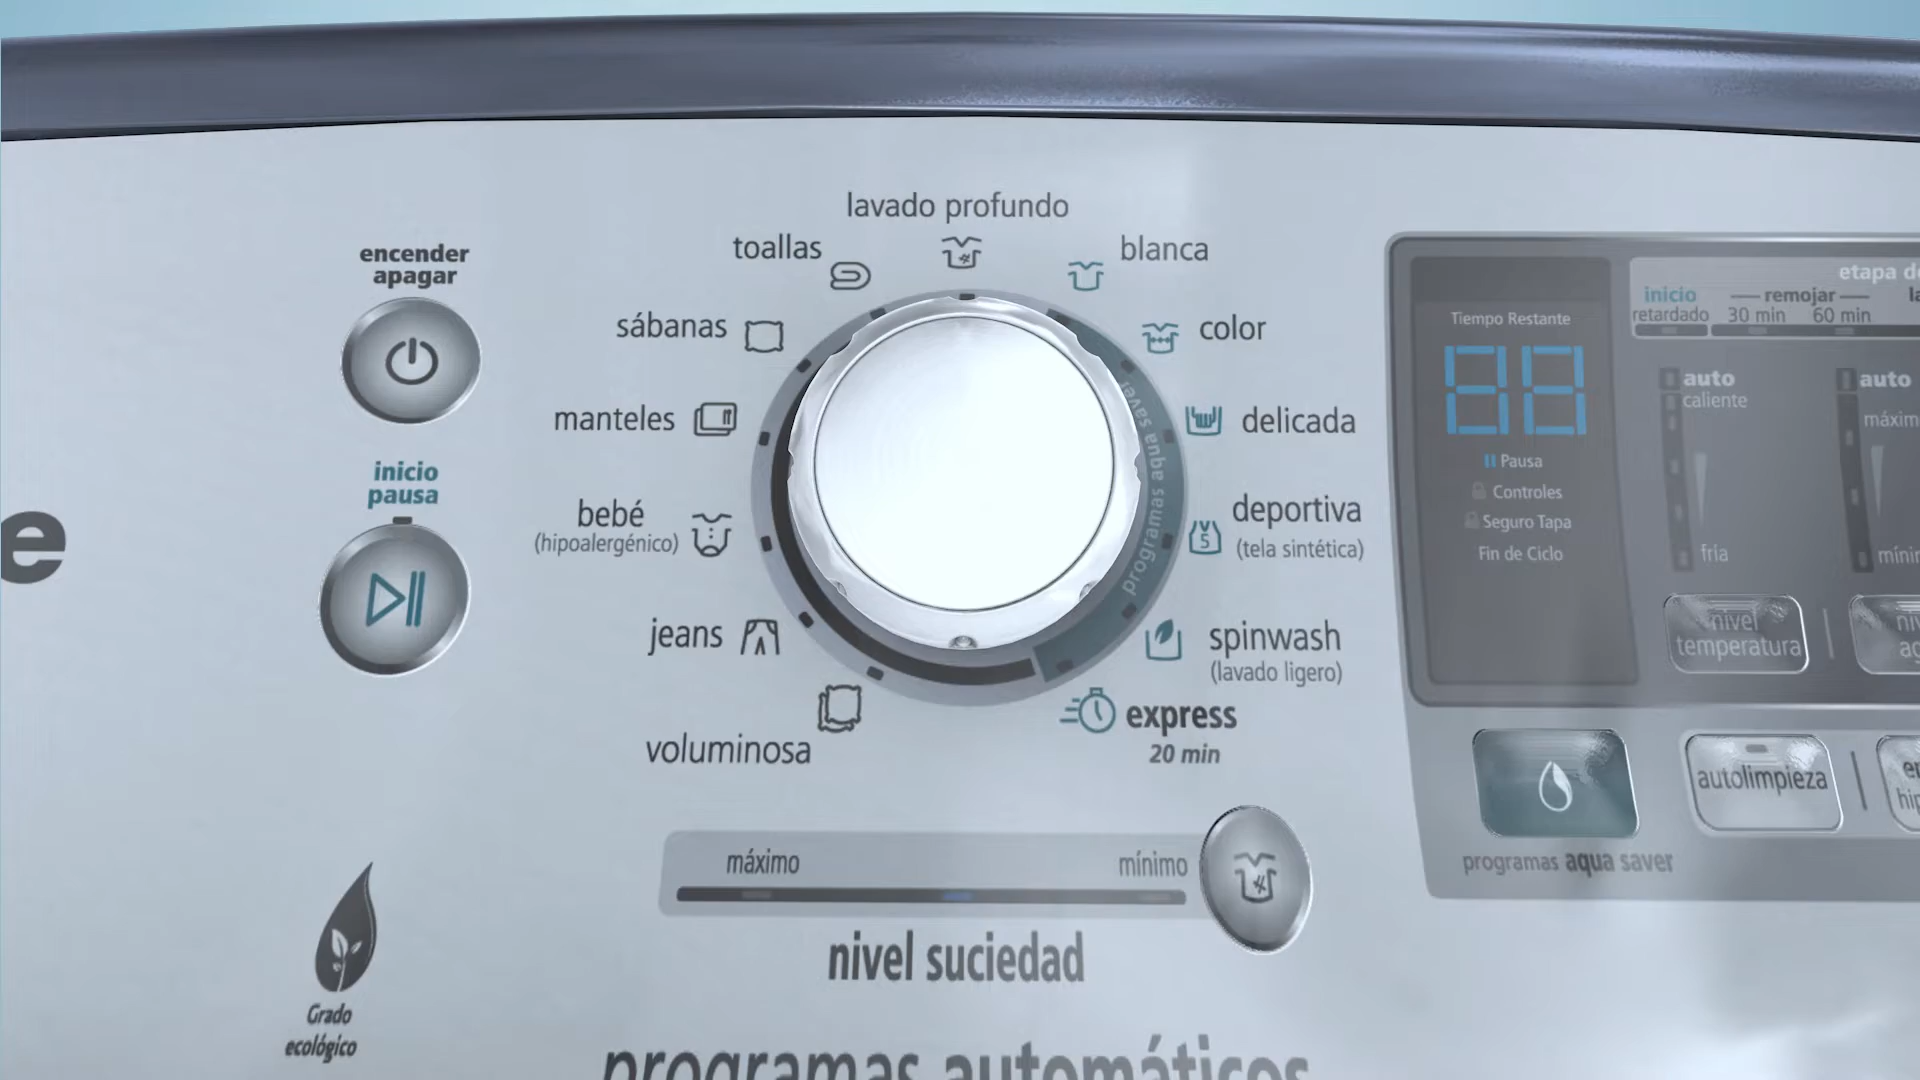 encender
apagar
inicio
pausa
e
Grado
ecológico
lavado profundo
toallas
blanca
sábanas
color
manteles
delicada
bebé
(hipoalergénico)
deportiva
(tela sintética)
5
jeans
spinwash
(lavado ligero)
voluminosa
express
20 min
programas aqua saver
máximo
mínimo
nivel suciedad
programas automáticos
Tiempo Restante
88
Pausa
Controles
Seguro Tapa
Fin de Ciclo
inicio
retardado
remojar
30 min
60 min
auto
caliente
fría
auto
nivel
temperatura
autolimpieza
programas aqua saver